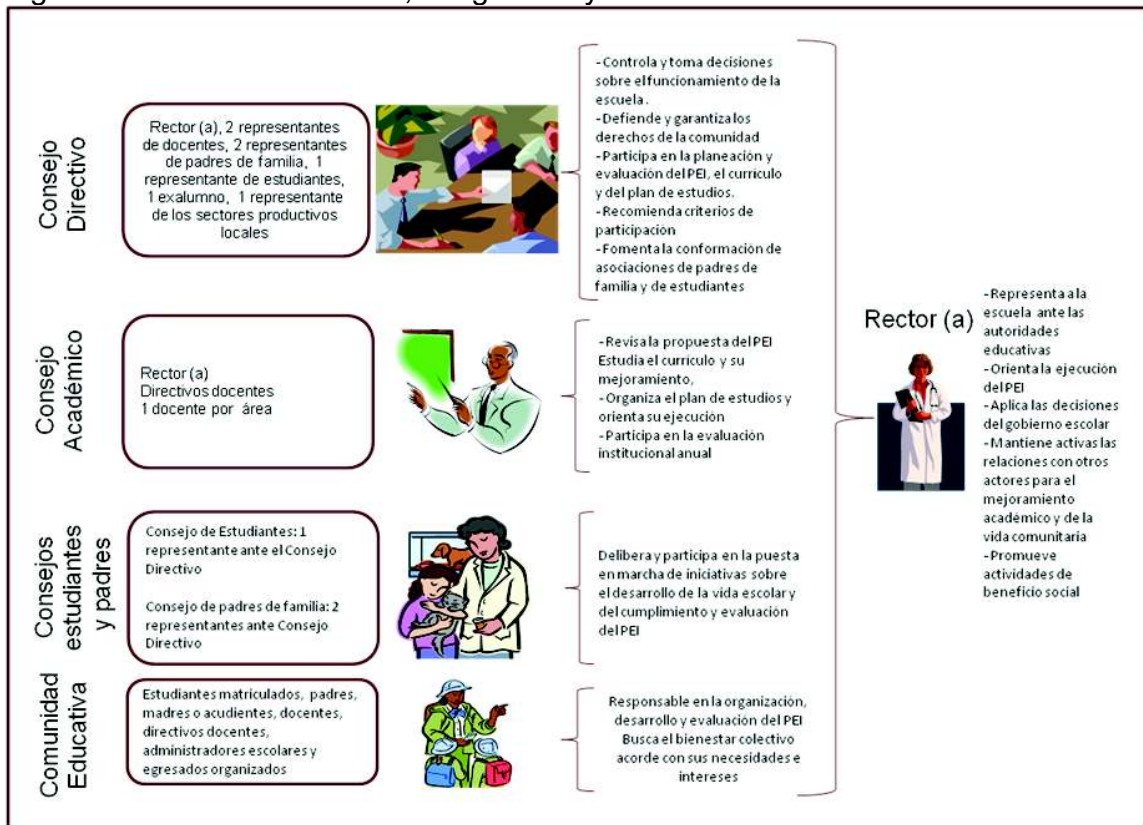 Consejo
Directivo
Rector (a), 2 representantes
de docentes, 2 representantes
de padres de familia, 1
representante de estudiantes,
1 exalumno, 1 representante
de los sectores productivos
locales
-Controla y toma decisiones
sobre el funcionamiento de la
escuela.
-Defiende y garantiza los
derechos de la comunidad
-Participa en la planeación y
evaluación del PEI, el currículo
y del plan de estudios.
-Recomienda criterios de
participación
-Fomenta la conformación de
asociaciones de padres de
familia y de estudiantes
Consejo
Académico
Rector (a)
Directivos docentes
1 docente por área
-Revisa la propuesta del PEI
Estudia el currículo y su
mejoramiento,
-Organiza el plan de estudios y
orienta su ejecución
-Participa en la evaluación
institucional anual
Consejos
estudiantes
y padres
Consejo de Estudiantes: 1
representante ante el Consejo
Directivo
Consejo de padres de familia: 2
representantes ante Consejo
Directivo
Delibera y participa en la puesta
en marcha de iniciativas sobre
el desarrollo de la vida escolar y
del cumplimiento y evaluación
del PEI
Comunidad
Educativa
Estudiantes matriculados, padres,
madres o acudientes, docentes,
directivos docentes,
administradores escolares y
egresados organizados
Responsable en la organización,
desarrollo y evaluación del PEI
Busca el bienestar colectivo
acorde con sus necesidades e
intereses
Rector (a)
-Representa a la
escuela ante las
autoridades
educativas
-Orienta la ejecución
del PEI
-Aplica las decisiones
del gobierno escolar
-Mantiene activas las
relaciones con otros
actores para el
mejoramiento
académico y de la
vida comunitaria
-Promueve
actividades de
beneficio social